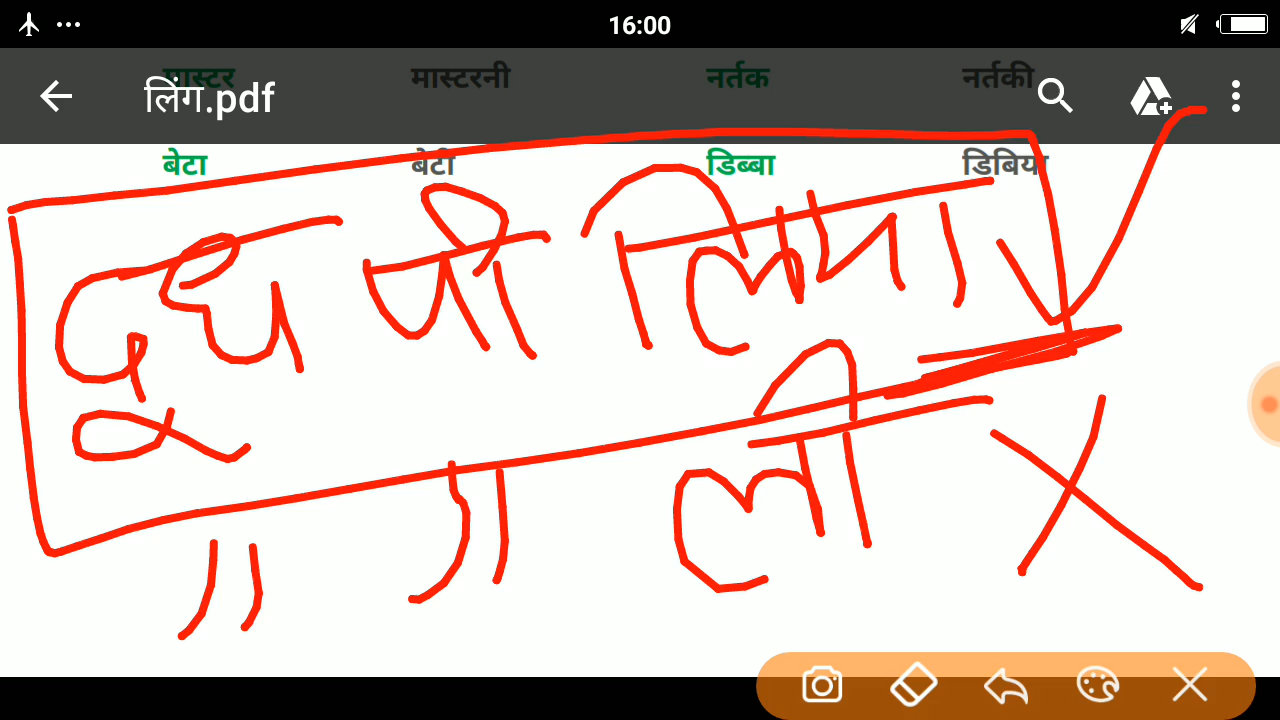 16:00
लिंग.pdf
मास्टर मास्टरनी नर्तक नर्तकी
बेटा बेटी डिब्बा डिबिया
दूध पी लिया
" " ली